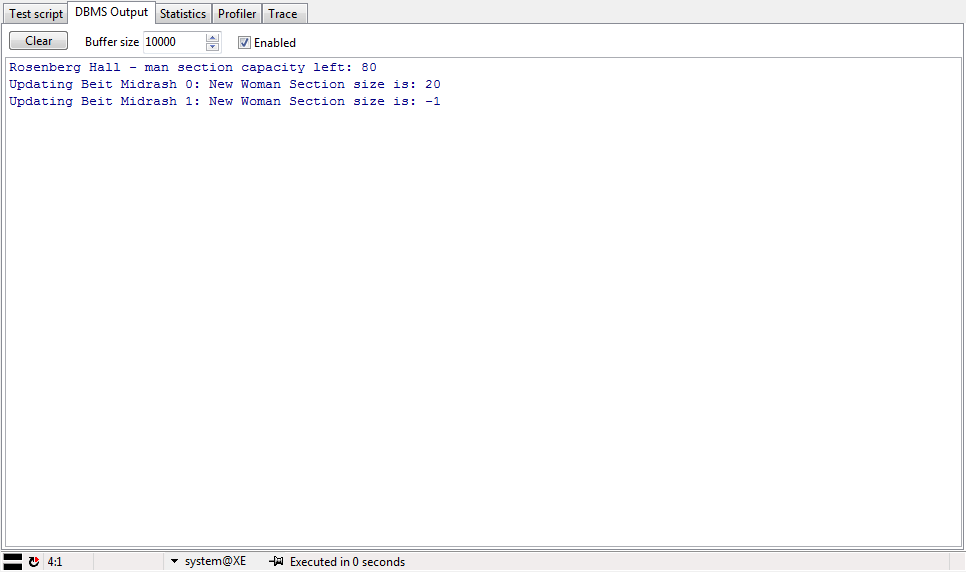 Test script DBMS Output Statistics Profiler Trace
Clear Buffer size 10000 Enabled
Rosenberg Hall - man section capacity left: 80
Updating Beit Midrash 0: New Woman Section size is: 20
Updating Beit Midrash 1: New Woman Section size is: -1
4:1 system@XE Executed in 0 seconds